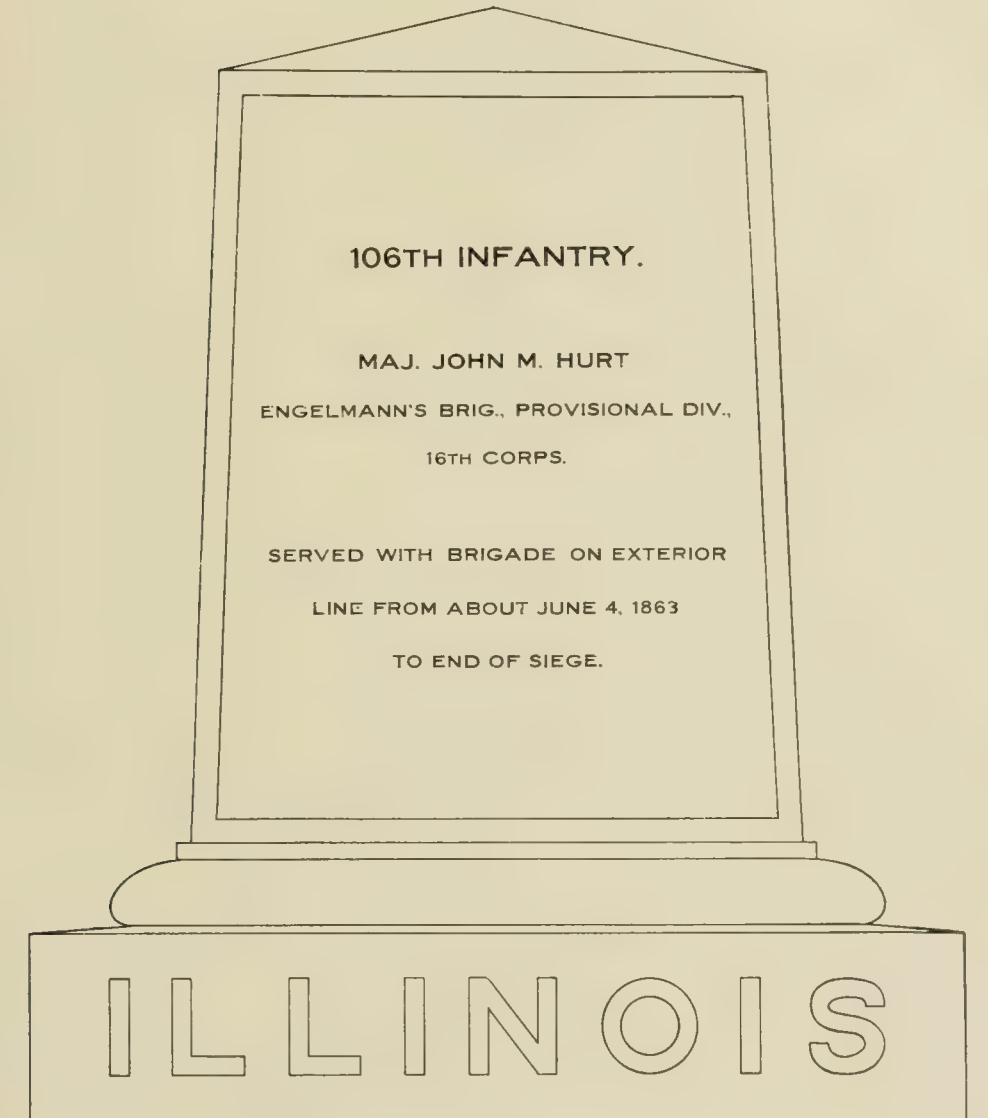 106TH INFANTRY.
MAJ. JOHN M. HURT
ENGELMANN'S BRIG., PROVISIONAL DIV.,
16TH CORPS.
SERVED WITH BRIGADE ON EXTERIOR
LINE FROM ABOUT JUNE 4, 1863
TO END OF SIEGE.
ILLINOIS